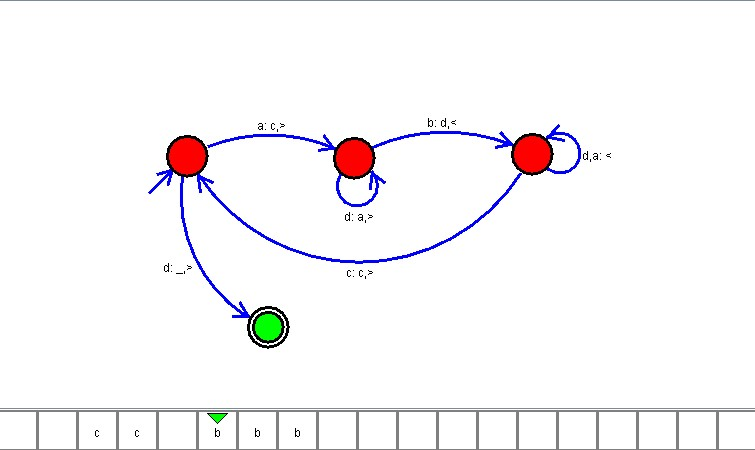 a: c,>
b: d,<
d,a: <
d: a,>
d: _,>
c: c,>
c c b b b